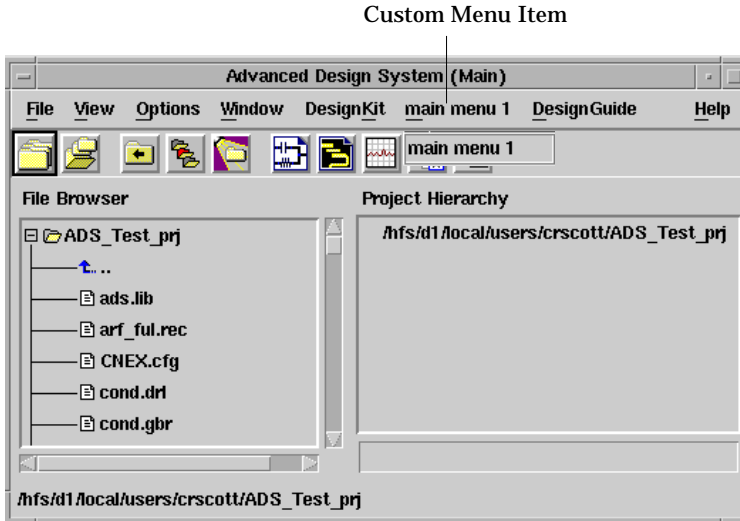 Custom Menu Item
Advanced Design System (Main)
File View Options Window DesignKit main menu 1 DesignGuide Help
main menu 1
File Browser
Project Hierarchy
ADS_Test_prj
/hfs/d1/local/users/crscott/ADS_Test_prj
..
ads.lib
arf_ful.rec
CNEX.cfg
cond.drl
cond.gbr
/hfs/d1/local/users/crscott/ADS_Test_prj